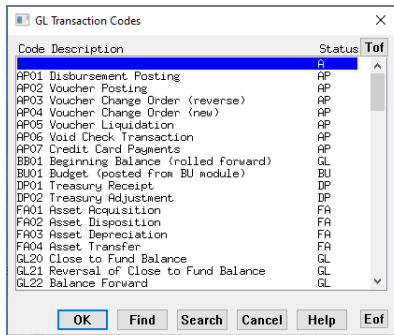 GL Transaction Codes
Code Description Status Tof
A
AP01 Disbursement Posting AP
AP02 Voucher Posting AP
AP03 Voucher Change Order (reverse) AP
AP04 Voucher Change Order (new) AP
AP05 Voucher Liquidation AP
AP06 Void Check Transaction AP
AP07 Credit Card Payments AP
BB01 Beginning Balance (rolled forward) GL
BU01 Budget (posted from BU module) BU
DP01 Treasury Receipt DP
DP02 Treasury Adjustment DP
FA01 Asset Acquisition FA
FA02 Asset Disposition FA
FA03 Asset Depreciation FA
FA04 Asset Transfer FA
GL20 Close to Fund Balance GL
GL21 Reversal of Close to Fund Balance GL
GL22 Balance Forward GL
OK Find Search Cancel Help Eof